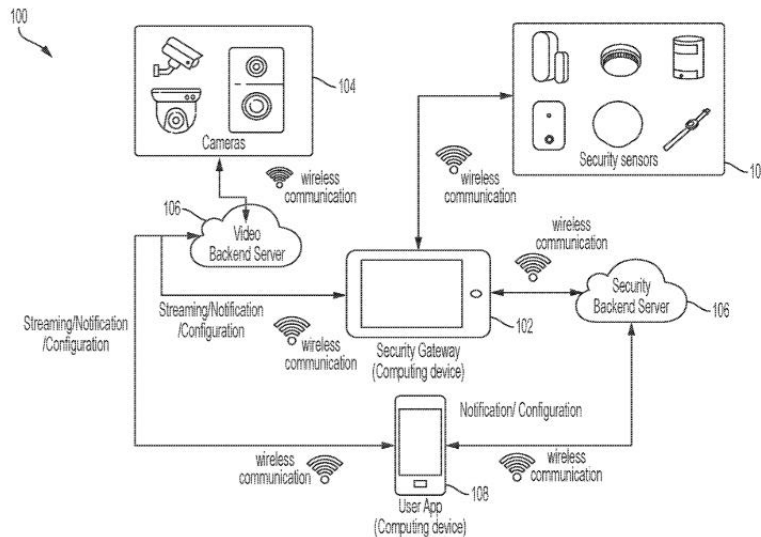 100
104
Cameras
Security sensors
10
wireless
communication
wireless
communication
106
Video
Backend Server
wireless
communication
Security
Backend Server
106
Streaming/Notification
/Configuration
Streaming/Notification
/Configuration
wireless
communication
102
Security Gateway
(Computing device)
Notification/ Configuration
wireless
communication
wireless
communication
108
User App
(Computing device)